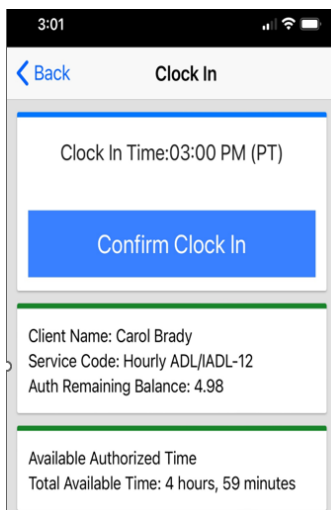 3:01
Back
Clock In
Clock In Time:03:00 PM (PT)
Confirm Clock In
Client Name: Carol Brady
Service Code: Hourly ADL/IADL-12
Auth Remaining Balance: 4.98
Available Authorized Time
Total Available Time: 4 hours, 59 minutes